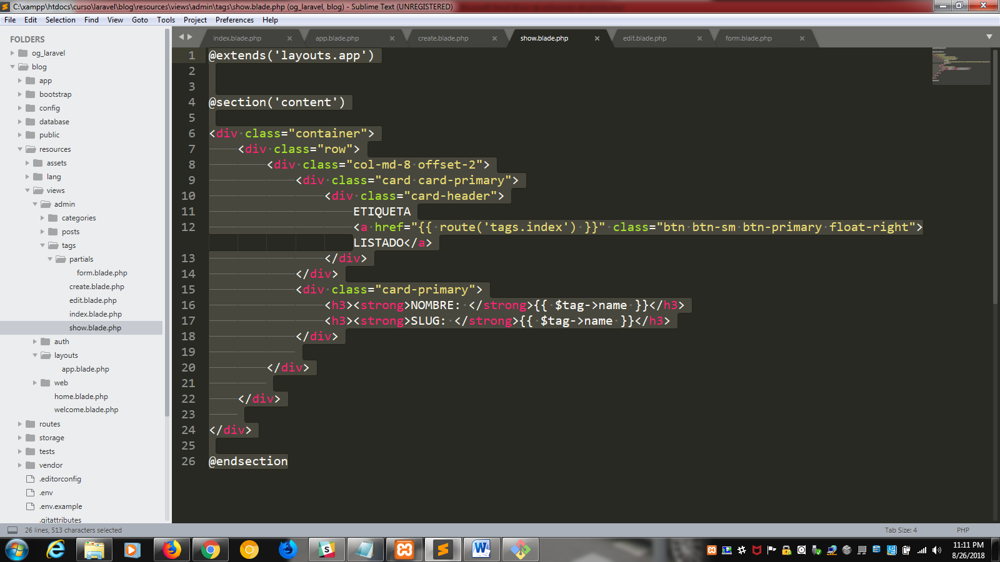 C:\xampp\htdocs\curso\laravel\blog\resources\views\admin\tags\show.blade.php (og_laravel, blog) - Sublime Text (UNREGISTERED)
File Edit Selection Find View Goto Tools Project Preferences Help
FOLDERS
og_laravel
blog
app
bootstrap
config
database
public
resources
assets
lang
views
admin
categories
posts
tags
partials
form.blade.php
create.blade.php
edit.blade.php
index.blade.php
show.blade.php
auth
layouts
app.blade.php
web
home.blade.php
welcome.blade.php
routes
storage
tests
vendor
.editorconfig
.env
.env.example
.gitattributes
index.blade.php app.blade.php create.blade.php show.blade.php edit.blade.php form.blade.php
1 @extends('layouts.app')
2
3
4 @section('content')
5
6 <div class="container">
7 <div class="row">
8 <div class="col-md-8 offset-2">
9 <div class="card card-primary">
10 <div class="card-header">
11 ETIQUETA
12 <a href="{{ route('tags.index') }}" class="btn btn-sm btn-primary float-right">
LISTADO</a>
13 </div>
14 </div>
15 <div class="card-primary">
16 <h3><strong>NOMBRE: </strong>{{ $tag->name }}</h3>
17 <h3><strong>SLUG: </strong>{{ $tag->name }}</h3>
18 </div>
19
20 </div>
21
22 </div>
23
24 </div>
25
26 @endsection
26 lines, 513 characters selected
Tab Size: 4 PHP
11:11 PM
8/26/2018